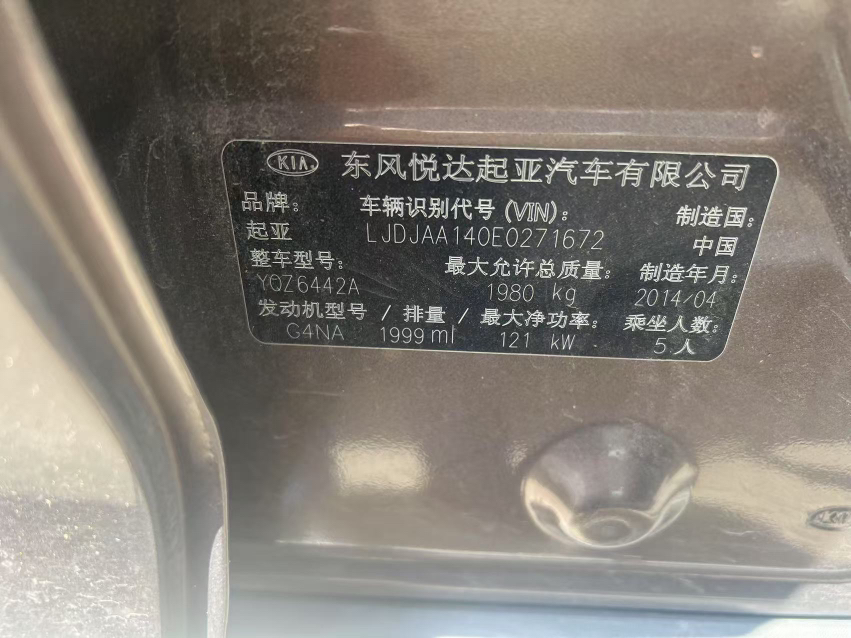 KIA 东风悦达起亚汽车有限公司
品牌： 车辆识别代号(VIN)： 制造国：
起亚 LJDJAA140E0271672 中国
整车型号： 最大允许总质量： 制造年月：
YQZ6442A 1980 kg 2014/04
发动机型号 / 排量 / 最大净功率： 乘坐人数：
G4NA 1999ml 121 kW 5人
KIA